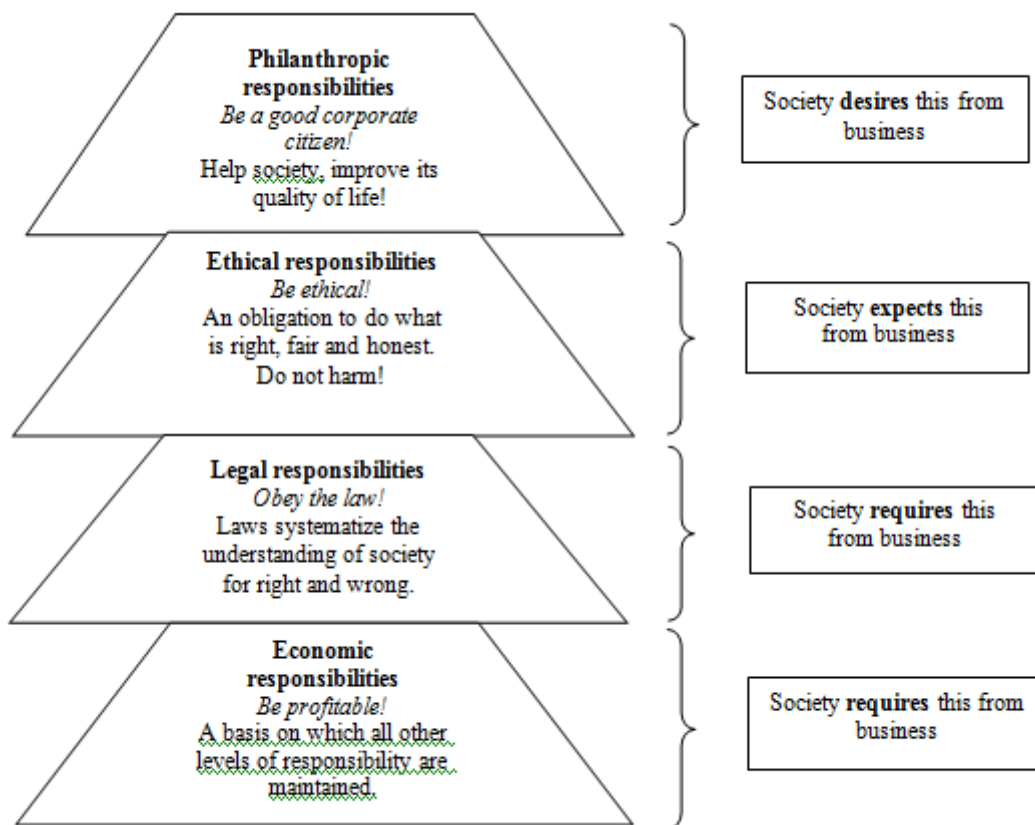 Philanthropic
responsibilities
Be a good corporate
citizen!
Help society, improve its
quality of life!
Society desires this from
business
Ethical responsibilities
Be ethical!
An obligation to do what
is right, fair and honest.
Do not harm!
Society expects this
from business
Legal responsibilities
Obey the law!
Laws systematize the
understanding of society
for right and wrong.
Society requires this
from business
Economic
responsibilities
Be profitable!
A basis on which all other
levels of responsibility are
maintained.
Society requires this from
business